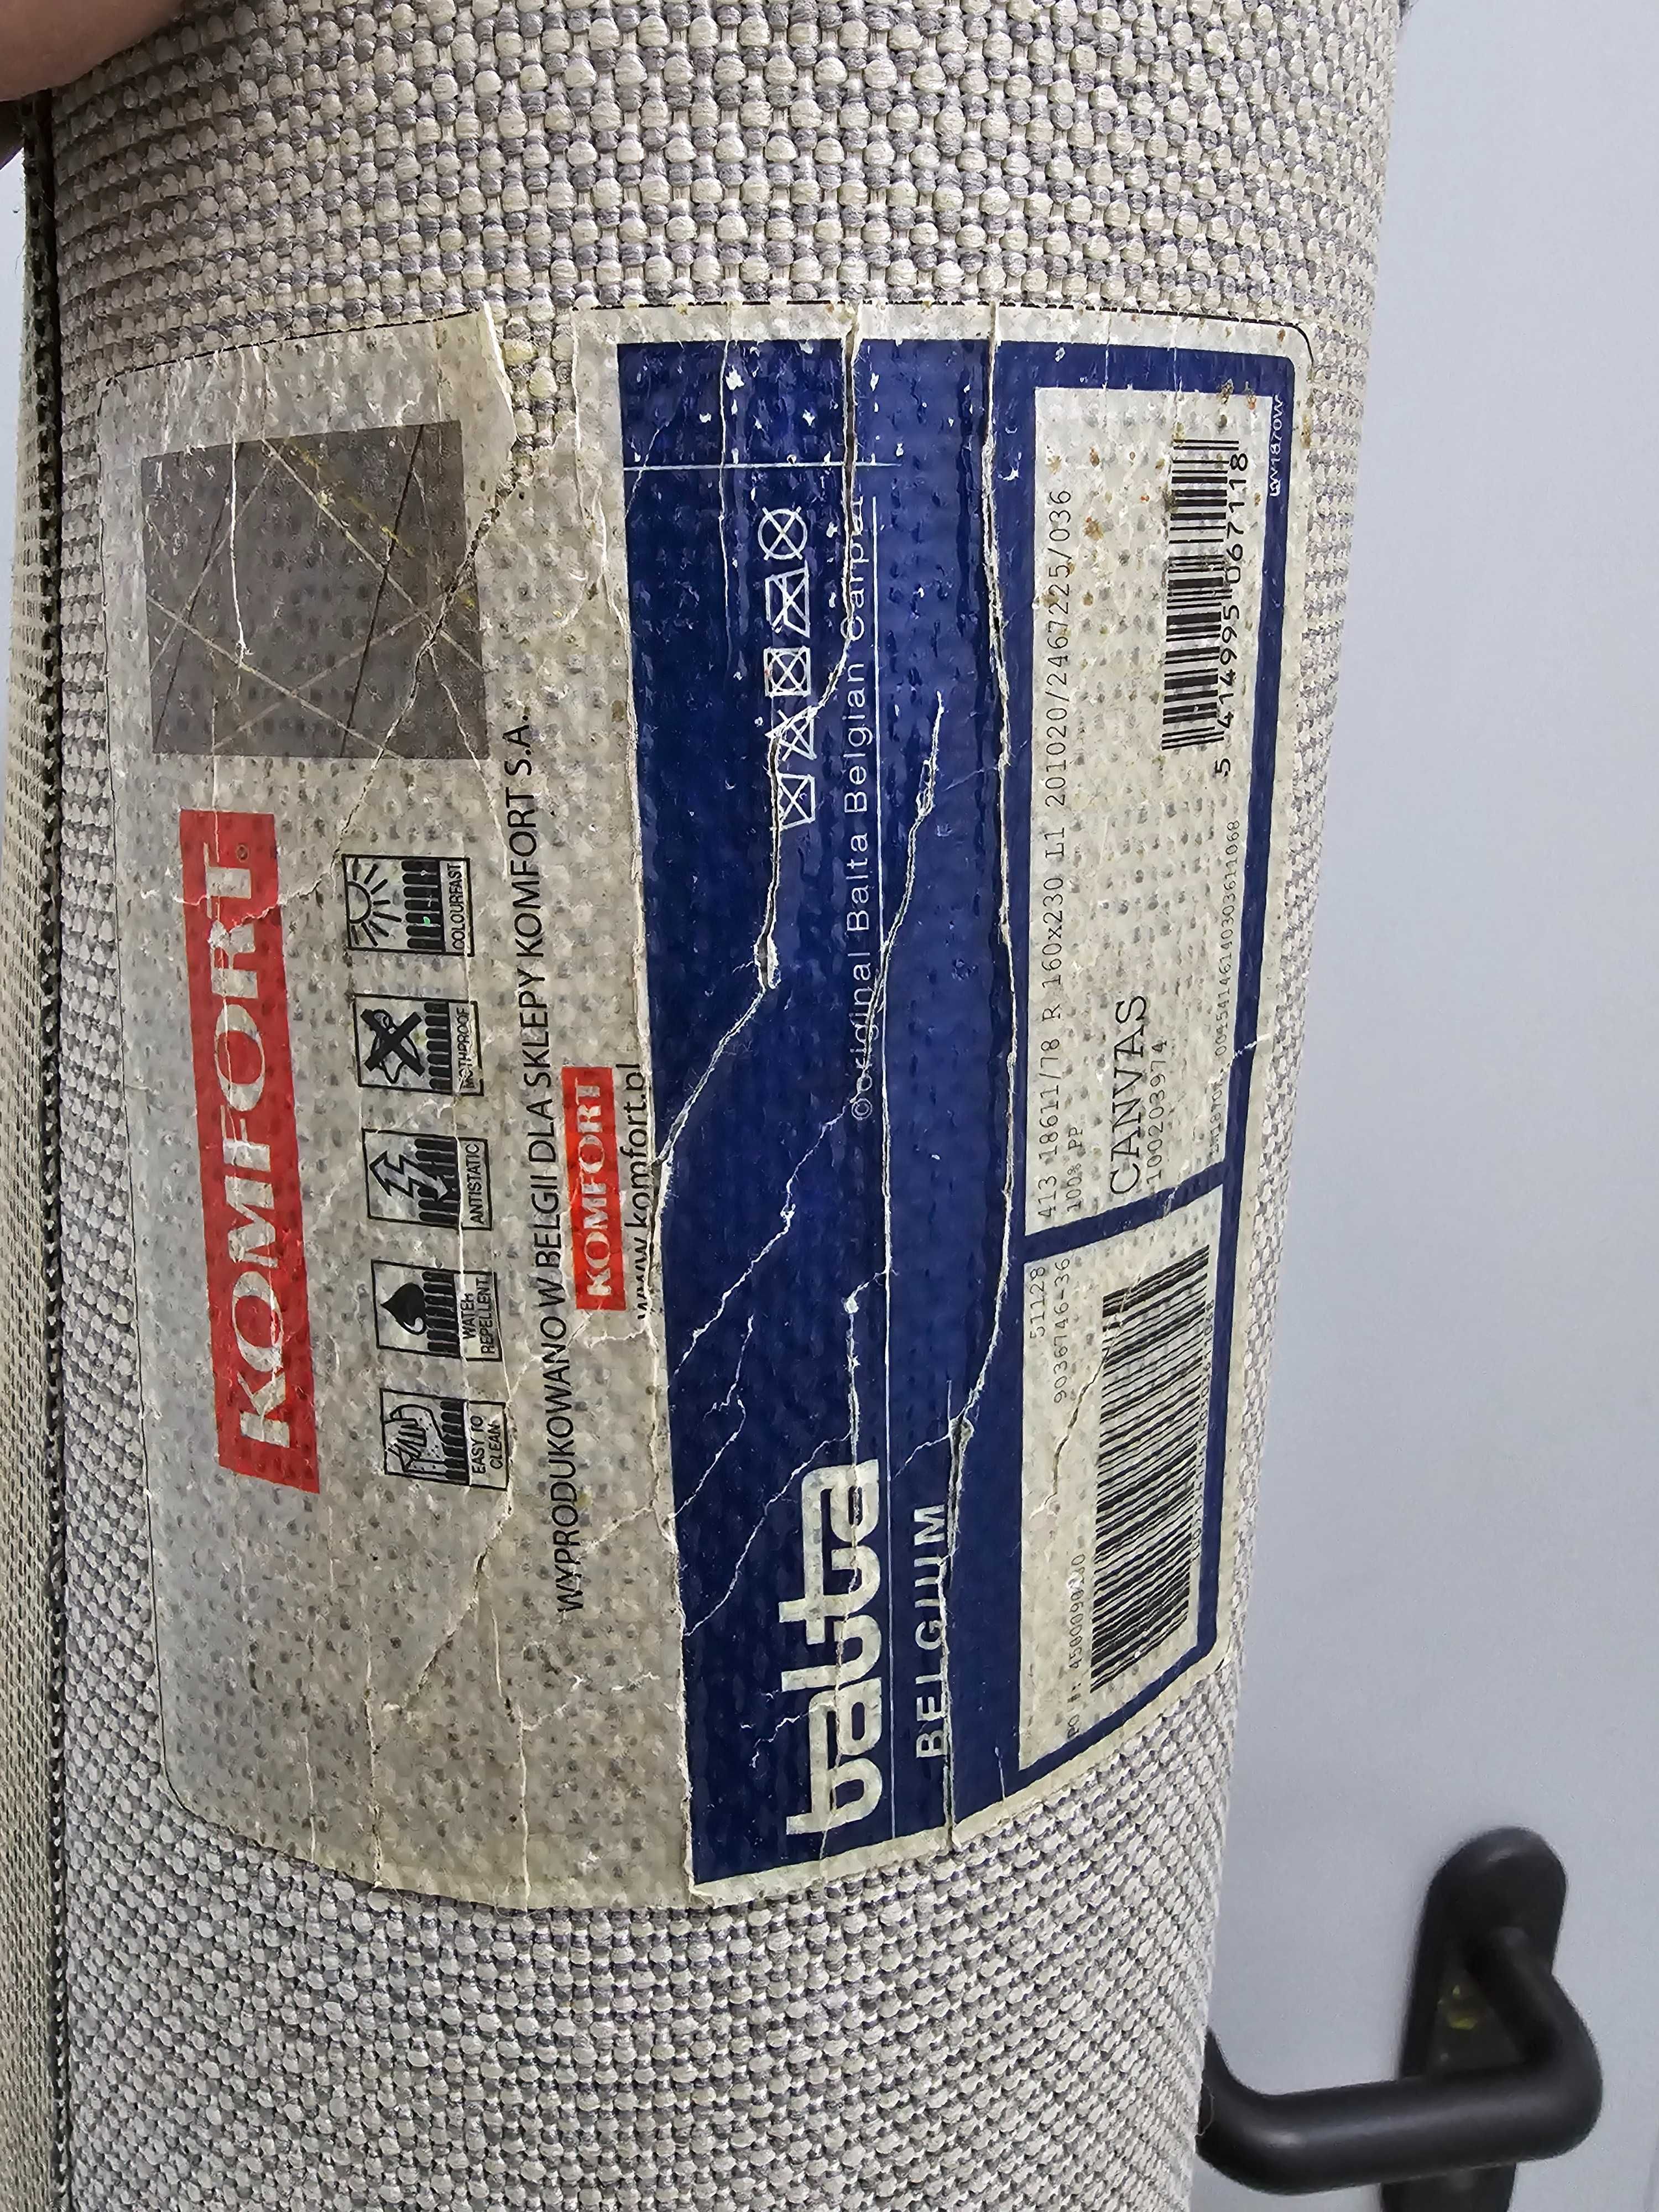 KOMFORT
EASY TO CLEAN
WATER REPELLENT
ANTISTATIC
MOTHPROOF
COLOURFAST
WYPRODUKOWANO W BELGII DLA SKLEPY KOMFORT S.A.
KOMFORT
www.komfort.pl
©original Balta Belgian Carpet
balta
BELGIUM
51128
9036746-36
413 18611/78 R 160x230 L1 201020/2467225/036
100% PP
CANVAS
1002039774
5 414995 067118